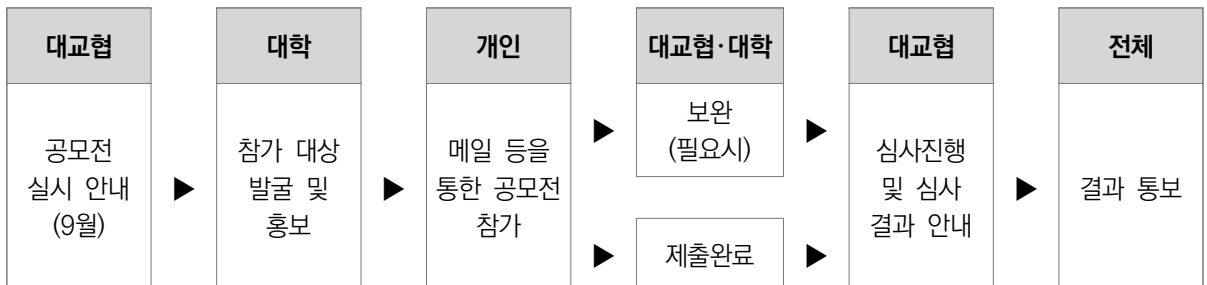 대교협
공모전
실시 안내
(9월)
▶
대학
참가 대상
발굴 및
홍보
▶
개인
메일 등을
통한 공모전
참가
▶
▶
대교협·대학
보완
(필요시)
제출완료
▶
▶
대교협
심사진행
및 심사
결과 안내
▶
전체
결과 통보